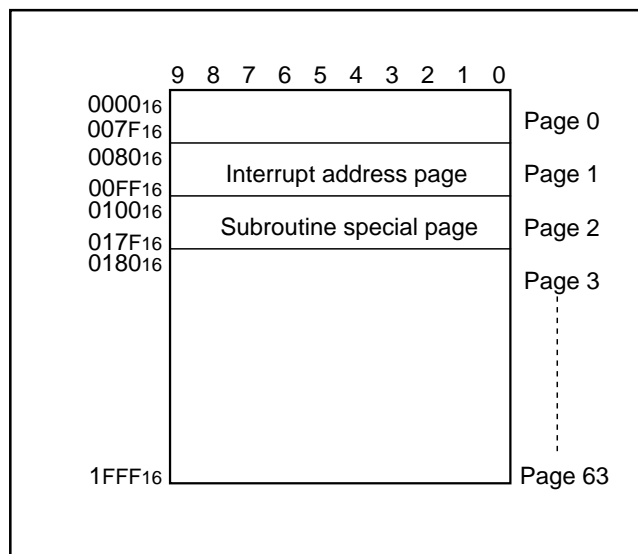 9 8 7 6 5 4 3 2 1 0
0000₁₆
007F₁₆
Page 0
0080₁₆
Interrupt address page
Page 1
00FF₁₆
0100₁₆
Subroutine special page
Page 2
017F₁₆
0180₁₆
Page 3
1FFF₁₆
Page 63